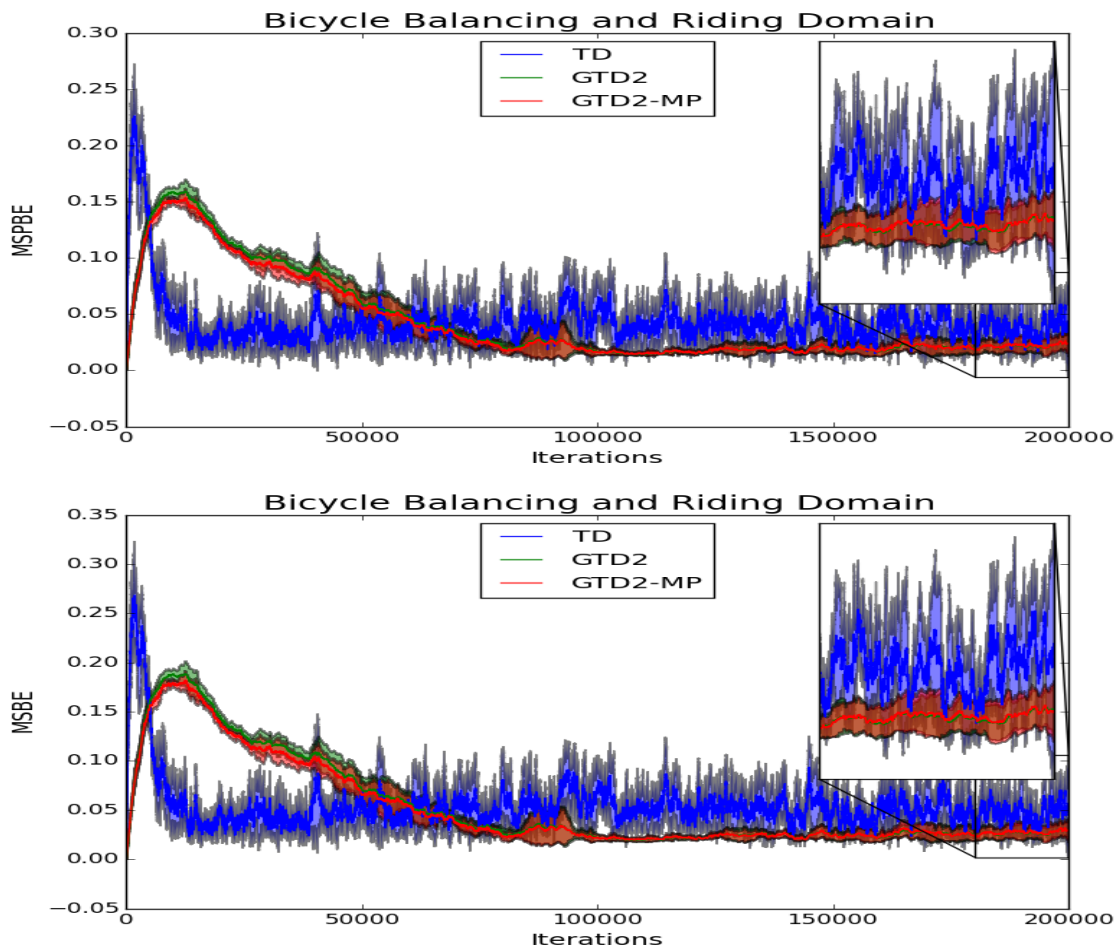 Bicycle Balancing and Riding Domain
0.30
TD
GTD2
GTD2-MP
0.25
0.20
0.15
MSPBE
0.10
0.05
0.00
−0.05
0
50000
100000
150000
200000
Iterations
Bicycle Balancing and Riding Domain
0.35
TD
GTD2
GTD2-MP
0.30
0.25
0.20
0.15
MSBE
0.10
0.05
0.00
−0.05
0
50000
100000
150000
200000
Iterations